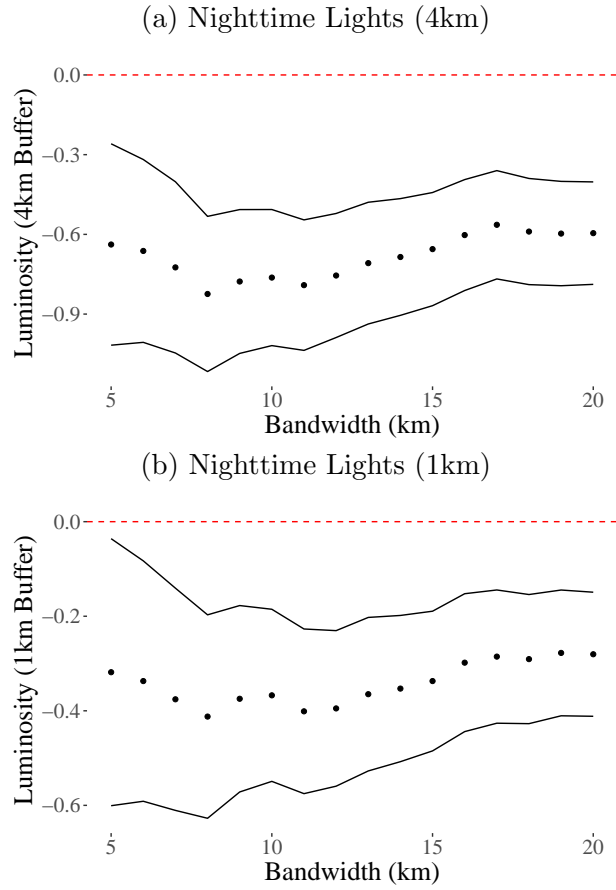 (a) Nighttime Lights (4km)
0.0
−0.3
−0.6
−0.9
Luminosity (4km Buffer)
5 10 15 20
Bandwidth (km)
(b) Nighttime Lights (1km)
0.0
−0.2
−0.4
−0.6
Luminosity (1km Buffer)
5 10 15 20
Bandwidth (km)